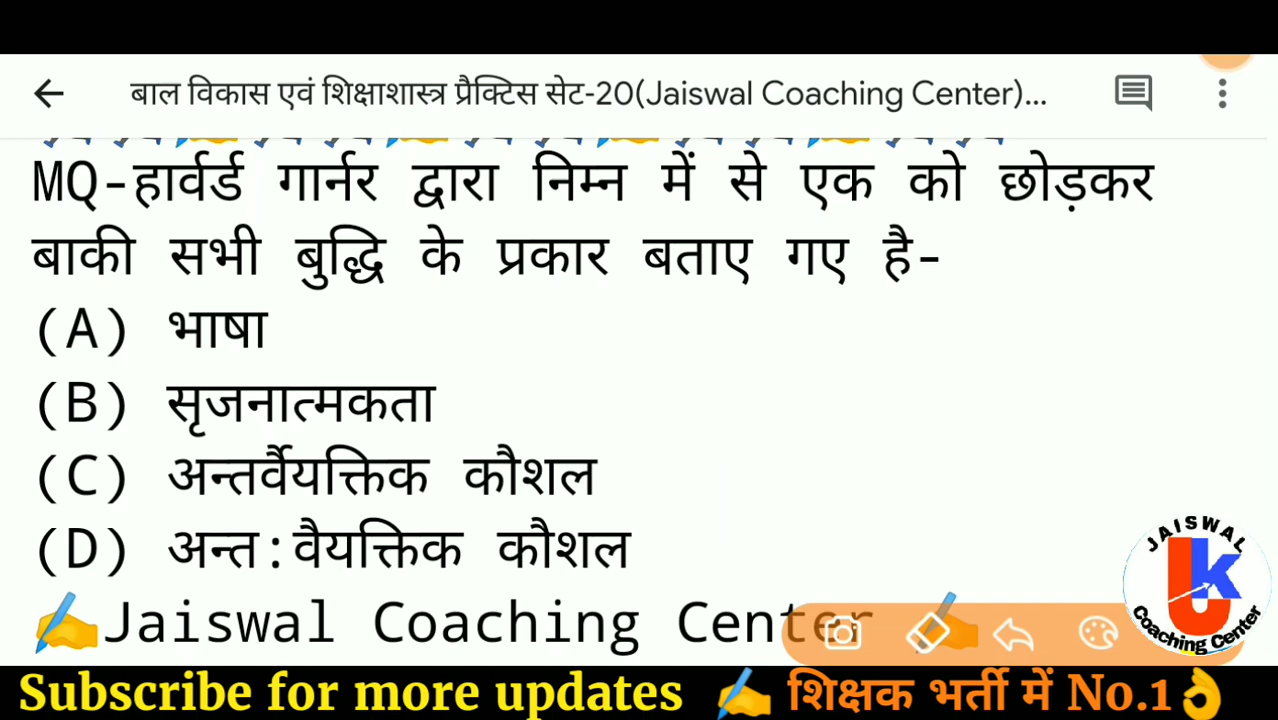 बाल विकास एवं शिक्षाशास्त्र प्रैक्टिस सेट-20(Jaiswal Coaching Center)...
MQ-हार्वर्ड गार्नर द्वारा निम्न में से एक को छोड़कर
बाकी सभी बुद्धि के प्रकार बताए गए है-
(A) भाषा
(B) सृजनात्मकता
(C) अन्तर्वैयक्तिक कौशल
(D) अन्त:वैयक्तिक कौशल
✍Jaiswal Coaching Center ✍
JAISWAL
UK
Coaching Center
Subscribe for more updates ✍ शिक्षक भर्ती में No.1👌